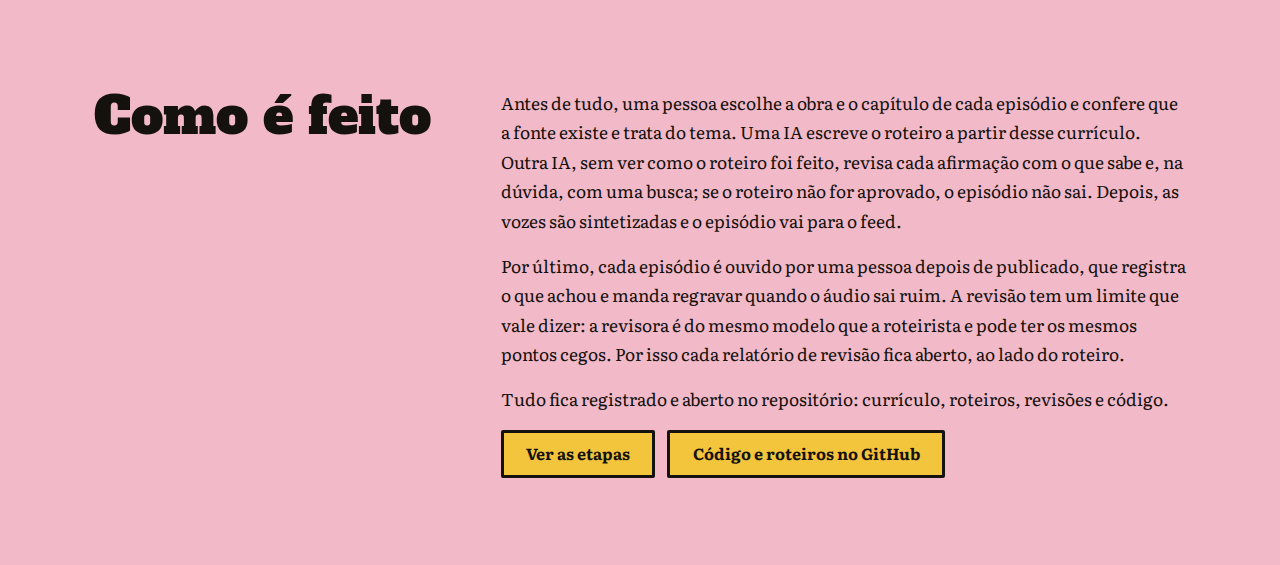 Como é feito
Antes de tudo, uma pessoa escolhe a obra e o capítulo de cada episódio e confere que
a fonte existe e trata do tema. Uma IA escreve o roteiro a partir desse currículo.
Outra IA, sem ver como o roteiro foi feito, revisa cada afirmação com o que sabe e, na
dúvida, com uma busca; se o roteiro não for aprovado, o episódio não sai. Depois, as
vozes são sintetizadas e o episódio vai para o feed.
Por último, cada episódio é ouvido por uma pessoa depois de publicado, que registra
o que achou e manda regravar quando o áudio sai ruim. A revisão tem um limite que
vale dizer: a revisora é do mesmo modelo que a roteirista e pode ter os mesmos
pontos cegos. Por isso cada relatório de revisão fica aberto, ao lado do roteiro.
Tudo fica registrado e aberto no repositório: currículo, roteiros, revisões e código.
Ver as etapas
Código e roteiros no GitHub